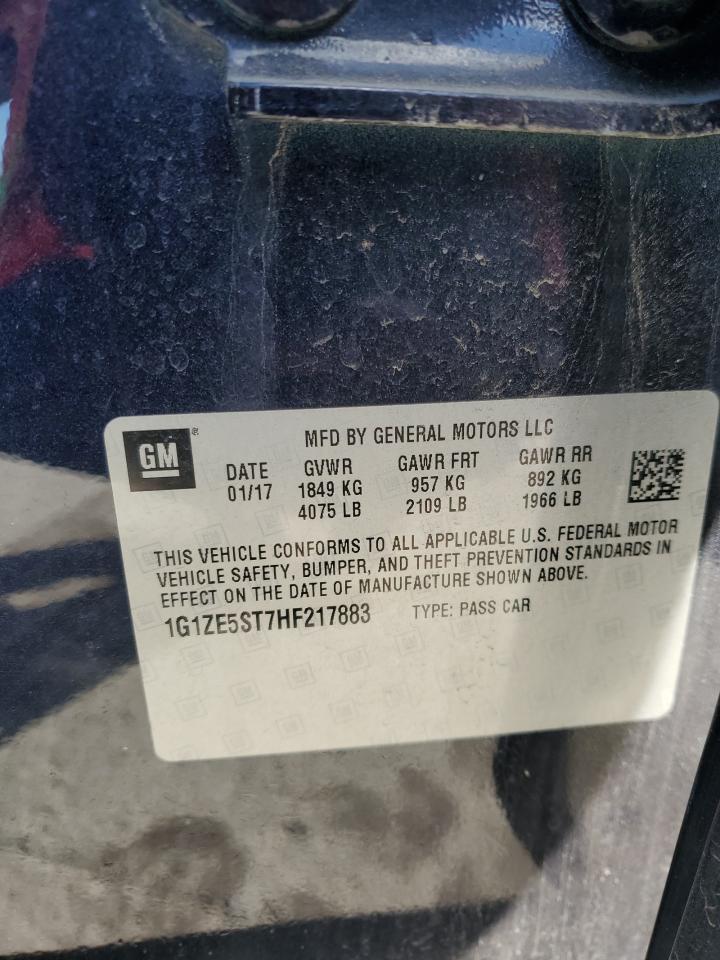 GM ® MFD BY GENERAL MOTORS LLC
DATE GVWR GAWR FRT GAWR RR
01/17 1849 KG 957 KG 892 KG
4075 LB 2109 LB 1966 LB
THIS VEHICLE CONFORMS TO ALL APPLICABLE U.S. FEDERAL MOTOR
VEHICLE SAFETY, BUMPER, AND THEFT PREVENTION STANDARDS IN
EFFECT ON THE DATE OF MANUFACTURE SHOWN ABOVE.
1G1ZE5ST7HF217883 TYPE: PASS CAR